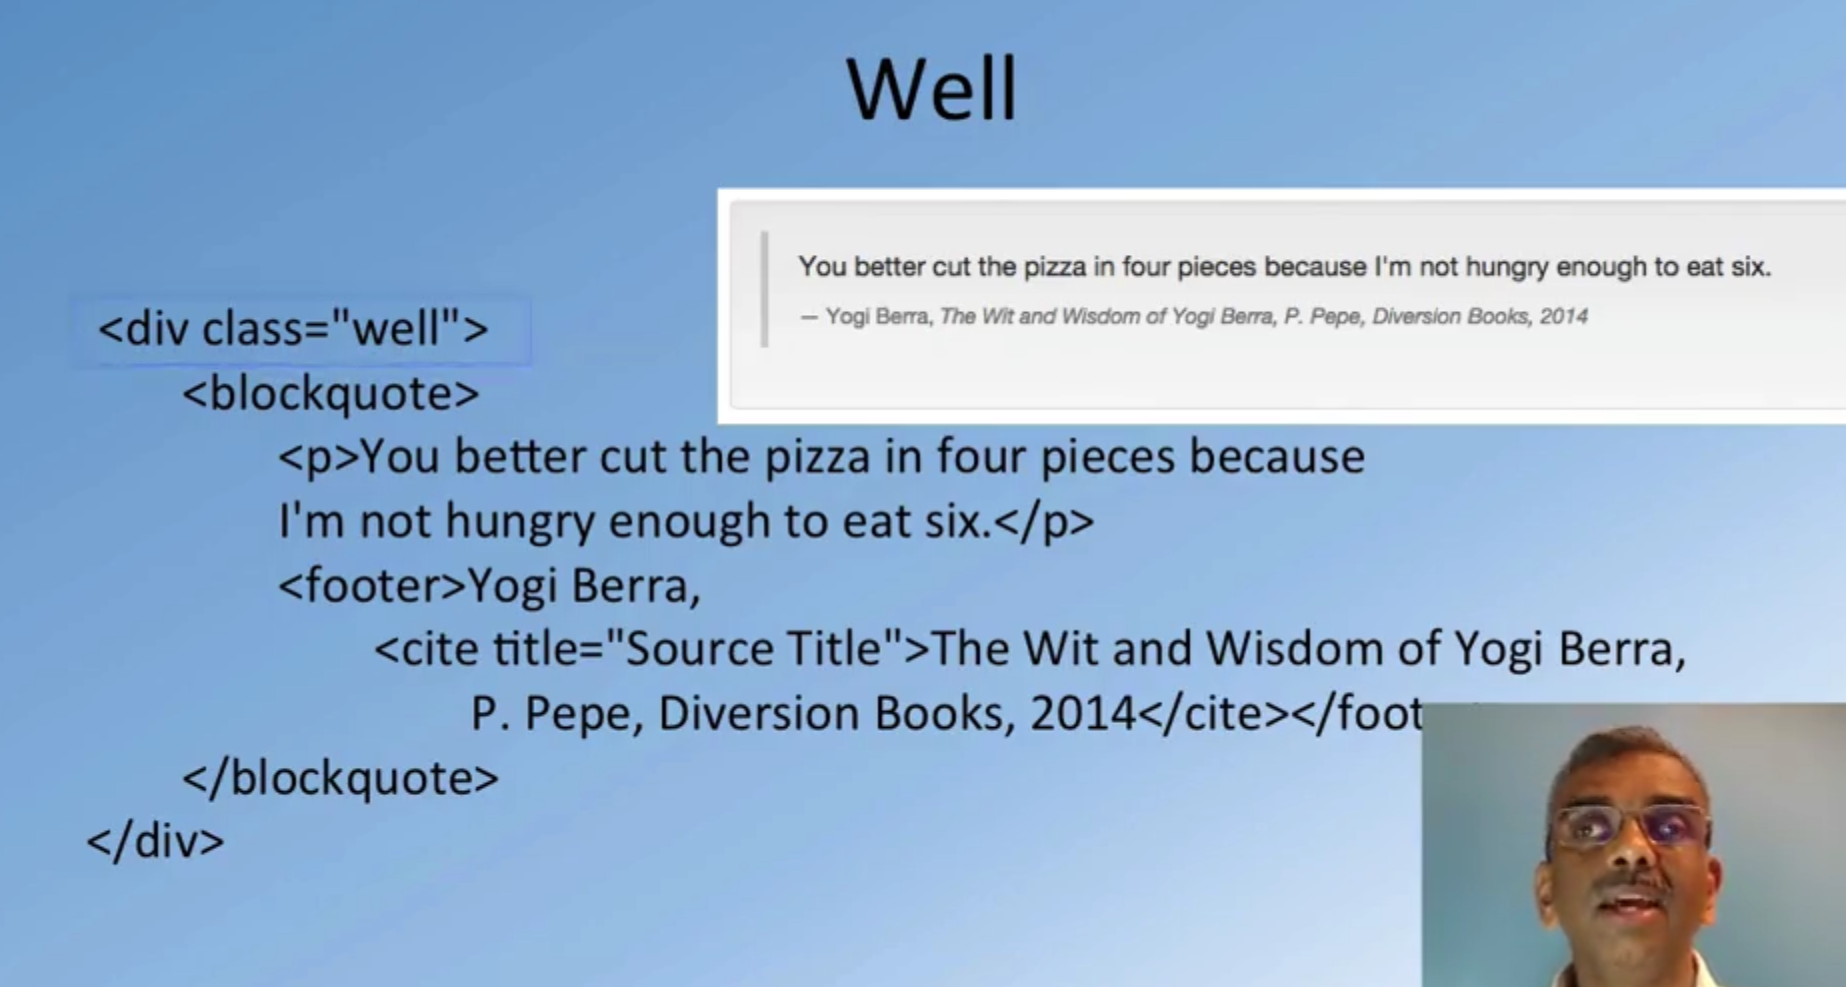 Well
You better cut the pizza in four pieces because I'm not hungry enough to eat six.
— Yogi Berra, The Wit and Wisdom of Yogi Berra, P. Pepe, Diversion Books, 2014
<div class="well">
<blockquote>
<p>You better cut the pizza in four pieces because
I'm not hungry enough to eat six.</p>
<footer>Yogi Berra,
<cite title="Source Title">The Wit and Wisdom of Yogi Berra,
P. Pepe, Diversion Books, 2014</cite></foot
</blockquote>
</div>